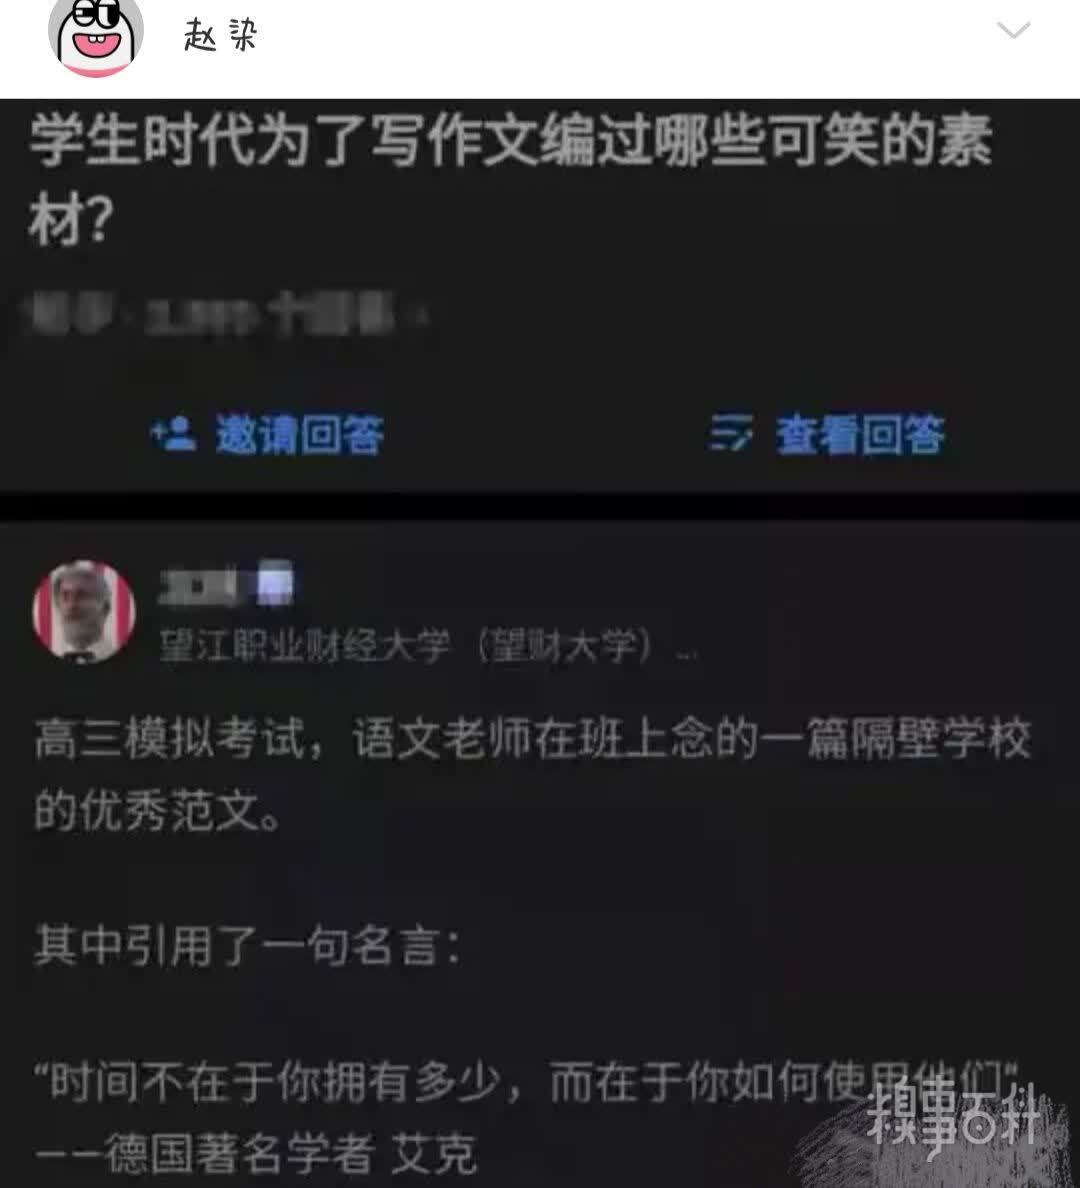 赵染
学生时代为了写作文编过哪些可笑的素
材？
邀请回答
查看回答
望江职业财经大学（望财大学）...
高三模拟考试，语文老师在班上念的一篇隔壁学校
的优秀范文。
其中引用了一句名言：
“时间不在于你拥有多少，而在于你如何使用他们”
——德国著名学者 艾克
糗事百科